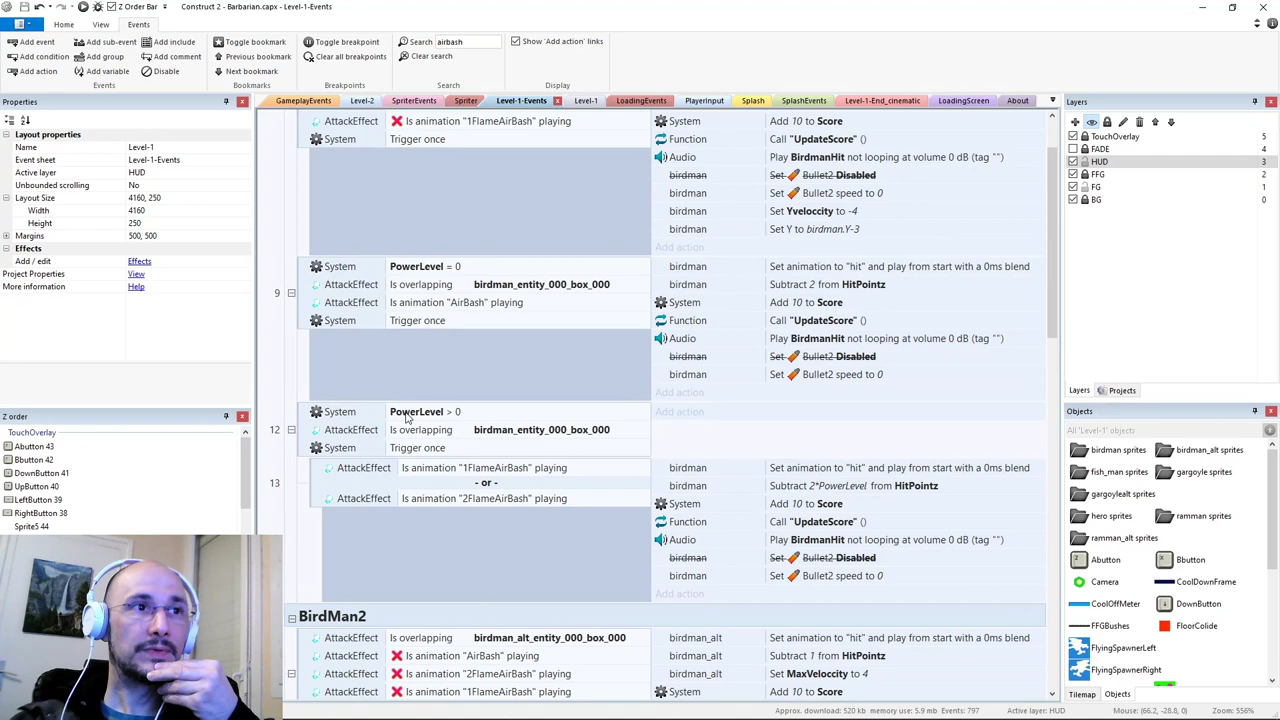 Z Order Bar
Construct 2 - Barbarian.capx - Level-1-Events
Home View Events
Add event Add sub-event Add include Toggle bookmark Toggle breakpoint Search airbash Show 'Add action' links
Add condition Add group Add comment Previous bookmark Clear all breakpoints Clear search
Add action Add variable Disable Next bookmark
Events Bookmarks Breakpoints Search Display
Properties
GameplayEvents Level-2 SpriterEvents Spriter Level-1-Events Level-1 LoadingEvents PlayerInput Splash SplashEvents Level-1-End_cinematic LoadingScreen About
Layers
Layout properties
Name Level-1
Event sheet Level-1-Events
Active layer HUD
Unbounded scrolling No
Layout Size 4160, 250
Width 4160
Height 250
Margins 500, 500
Effects
Add / edit Effects
Project Properties View
More information Help
Z order
TouchOverlay
Abutton 43
Bbutton 42
DownButton 41
UpButton 40
LeftButton 39
RightButton 38
Sprite5 44
AttackEffect Is animation "1FlameAirBash" playing
System Trigger once
System Add 10 to Score
Function Call "UpdateScore" ()
Audio Play BirdmanHit not looping at volume 0 dB (tag "")
birdman Set Bullet2 Disabled
birdman Set Bullet2 speed to 0
birdman Set Yveloccity to -4
birdman Set Y to birdman.Y-3
Add action
9
System PowerLevel = 0
AttackEffect Is overlapping birdman_entity_000_box_000
AttackEffect Is animation "AirBash" playing
System Trigger once
birdman Set animation to "hit" and play from start with a 0ms blend
birdman Subtract 2 from HitPointz
System Add 10 to Score
Function Call "UpdateScore" ()
Audio Play BirdmanHit not looping at volume 0 dB (tag "")
birdman Set Bullet2 Disabled
birdman Set Bullet2 speed to 0
Add action
12
System PowerLevel > 0
AttackEffect Is overlapping birdman_entity_000_box_000
System Trigger once
Add action
13
AttackEffect Is animation "1FlameAirBash" playing
- or -
AttackEffect Is animation "2FlameAirBash" playing
birdman Set animation to "hit" and play from start with a 0ms blend
birdman Subtract 2*PowerLevel from HitPointz
System Add 10 to Score
Function Call "UpdateScore" ()
Audio Play BirdmanHit not looping at volume 0 dB (tag "")
birdman Set Bullet2 Disabled
birdman Set Bullet2 speed to 0
Add action
BirdMan2
AttackEffect Is overlapping birdman_alt_entity_000_box_000
AttackEffect Is animation "AirBash" playing
AttackEffect Is animation "2FlameAirBash" playing
AttackEffect Is animation "1FlameAirBash" playing
birdman_alt Set animation to "hit" and play from start with a 0ms blend
birdman_alt Subtract 1 from HitPointz
birdman_alt Set MaxVeloccity to 4
System Add 10 to Score
TouchOverlay 5
FADE 4
HUD 3
FFG 2
FG 1
BG 0
Layers Projects
Objects
All 'Level-1' objects
birdman sprites birdman_alt sprites
fish_man sprites gargoyle sprites
gargoylealt sprites
hero sprites ramman sprites
ramman_alt sprites
Abutton Bbutton
Camera CoolDownFrame
CoolOffMeter DownButton
FFGBushes FloorColide
FlyingSpawnerLeft
FlyingSpawnerRight
Tilemap Objects
Approx. download: 520 kb memory use: 5.9 mb Events: 797 Active layer: HUD Mouse: (66.2, -28.8, 0) Zoom: 556%